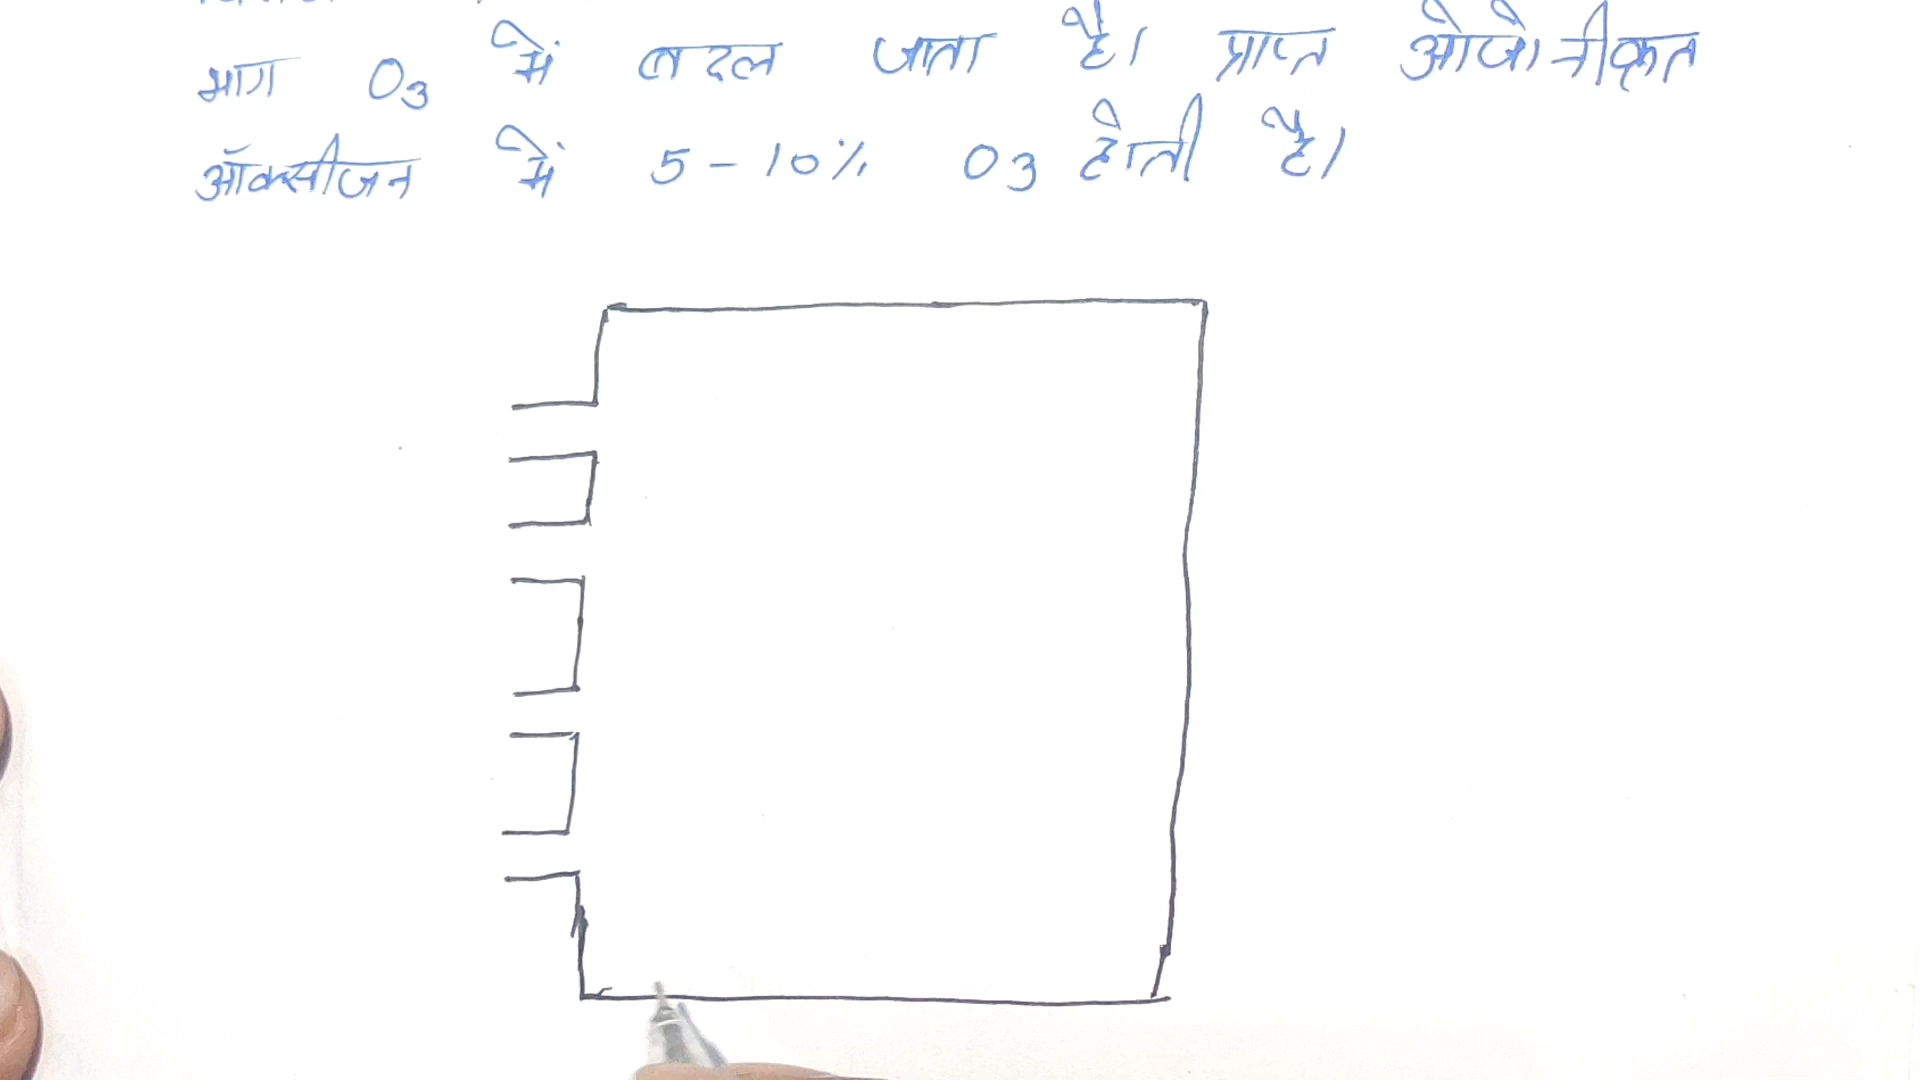 भाग O3 में बदल जाता है। प्राप्त ओजोनीकृत
ऑक्सीजन में 5-10% O3 होती है।